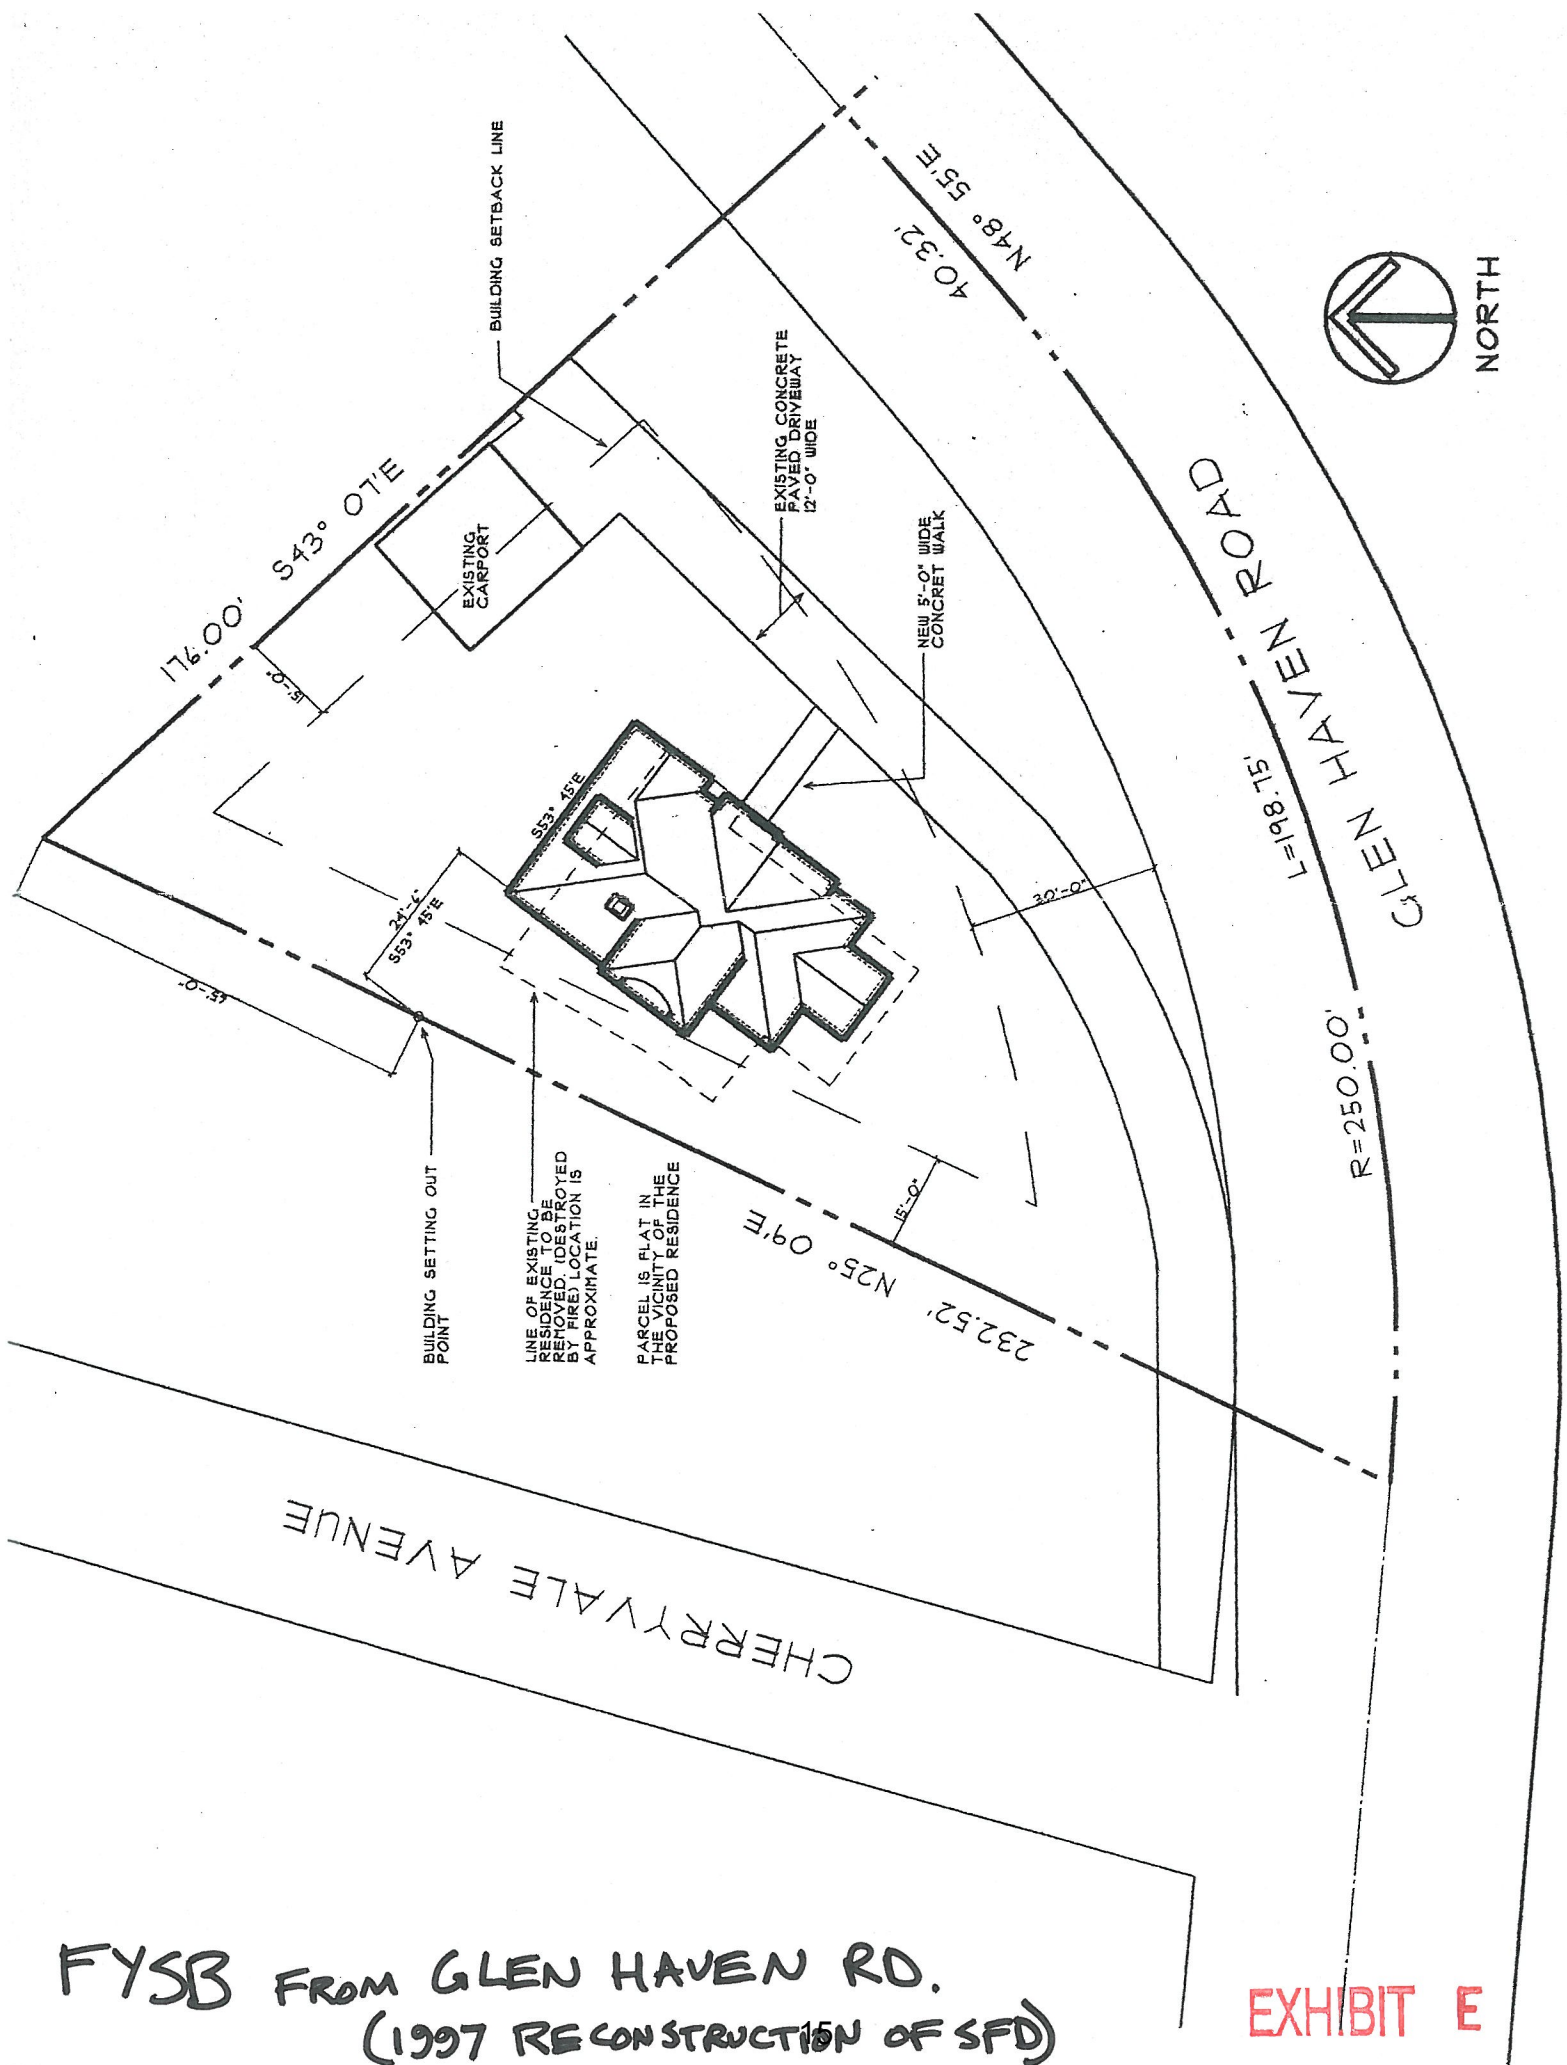 BUILDING SETBACK LINE
N48° 55'E
40.32'
S43° 07'E
176.00'
15'-0"
EXISTING
CARPORT
EXISTING CONCRETE
PAVED DRIVEWAY
12'-0" WIDE
NEW 5'-0" WIDE
CONCRET WALK
NORTH
GLEN HAVEN ROAD
L=198.75'
R=250.00'
S53° 45'E
24'-6"
S53° 45'E
65'-0"
30'-0"
15'-0"
BUILDING SETTING OUT
POINT
LINE OF EXISTING
RESIDENCE TO BE
REMOVED. (DESTROYED
BY FIRE) LOCATION IS
APPROXIMATE.
PARCEL IS FLAT IN
THE VICINITY OF THE
PROPOSED RESIDENCE
N25° 09'E
232.52'
CHERRYVALE AVENUE
FYSB FROM GLEN HAVEN RD.
(1997 RECONSTRUCTION OF SFD)
15
EXHIBIT E